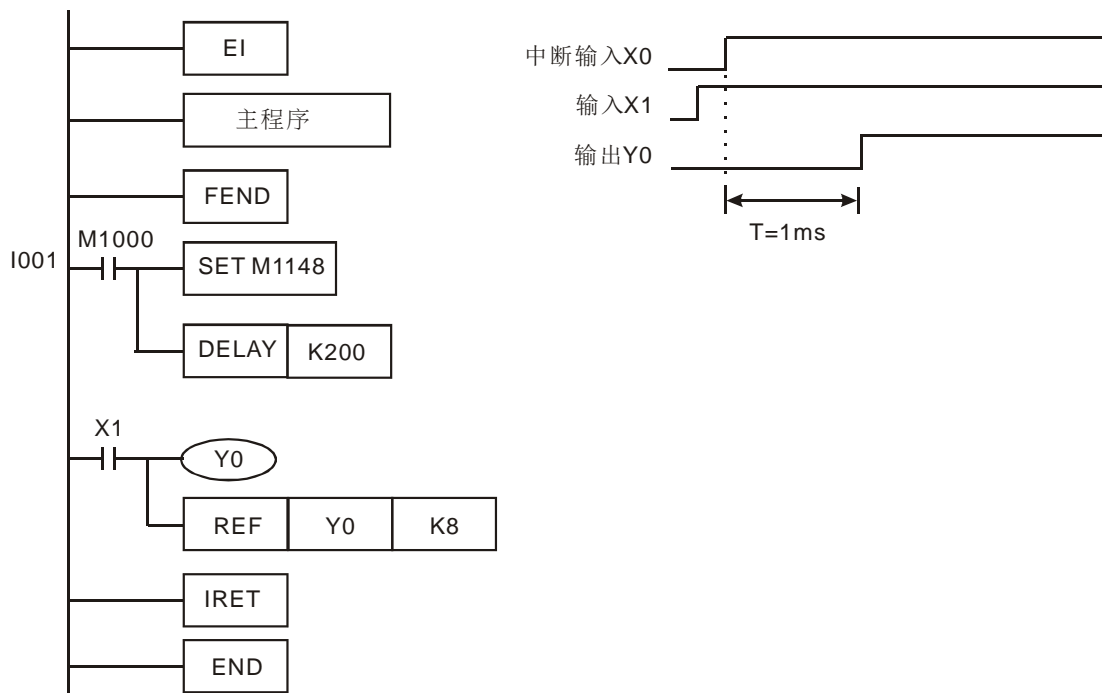 EI
主程序
FEND
M1000
I001
SET M1148
DELAY K200
X1
Y0
REF Y0 K8
IRET
END
中断输入X0
输入X1
输出Y0
T=1ms